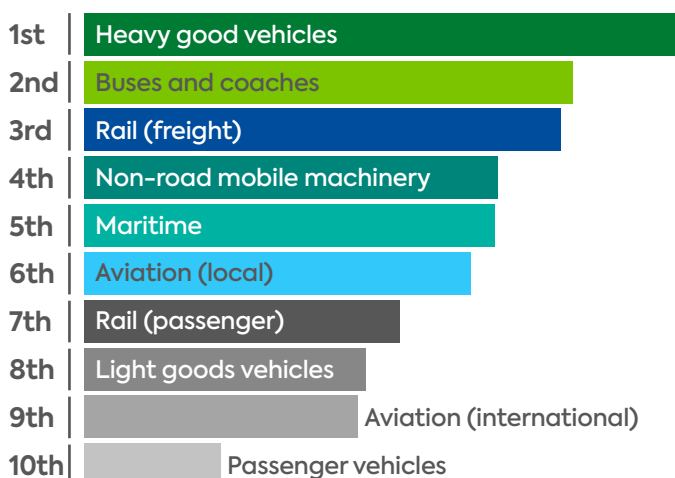 1st Heavy good vehicles
2nd Buses and coaches
3rd Rail (freight)
4th Non-road mobile machinery
5th Maritime
6th Aviation (local)
7th Rail (passenger)
8th Light goods vehicles
9th Aviation (international)
10th Passenger vehicles